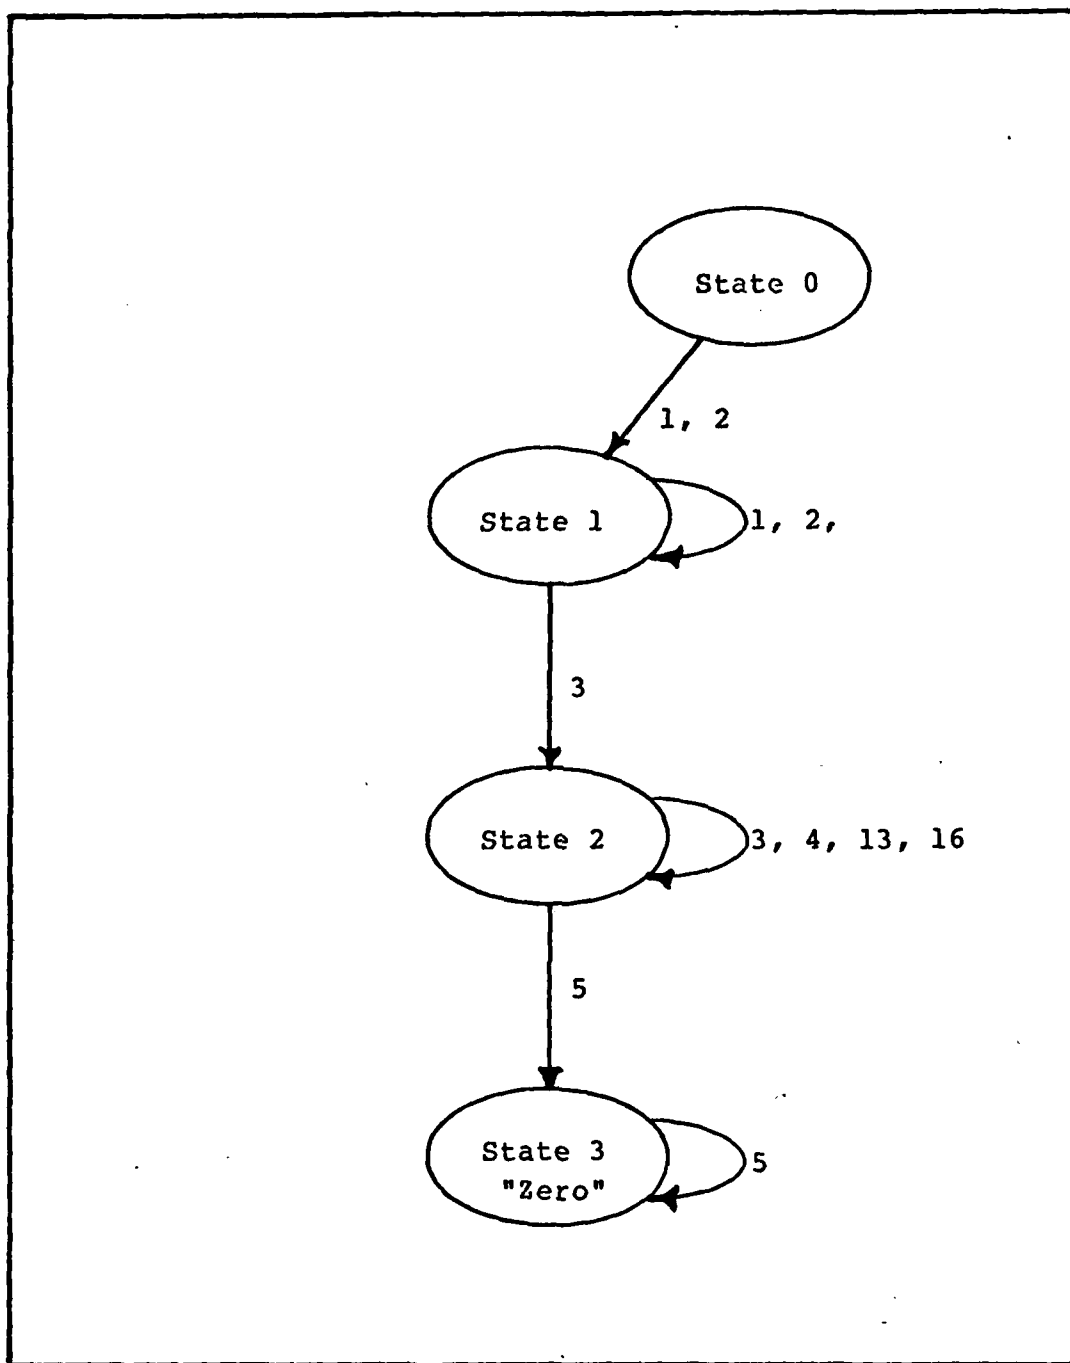 State 0
1, 2
State 1
1, 2,
3
State 2
3, 4, 13, 16
5
State 3
"Zero"
5